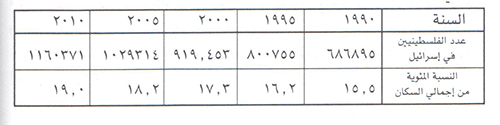 السنة ١٩٩٠ ١٩٩٥ ٢٠٠٠ ٢٠٠٥ ٢٠١٠
عدد الفلسطينيين
في إسرائيل ٦٨٦٨٩٥ ٨٠٠٧٥٥ ٩١٩,٤٥٣ ١٠٢٩٣١٤ ١١٦٠٣٧١
النسبة المئوية
من إجمالي السكان ١٥,٥ ١٦,٢ ١٧,٣ ١٨,٢ ١٩,٠